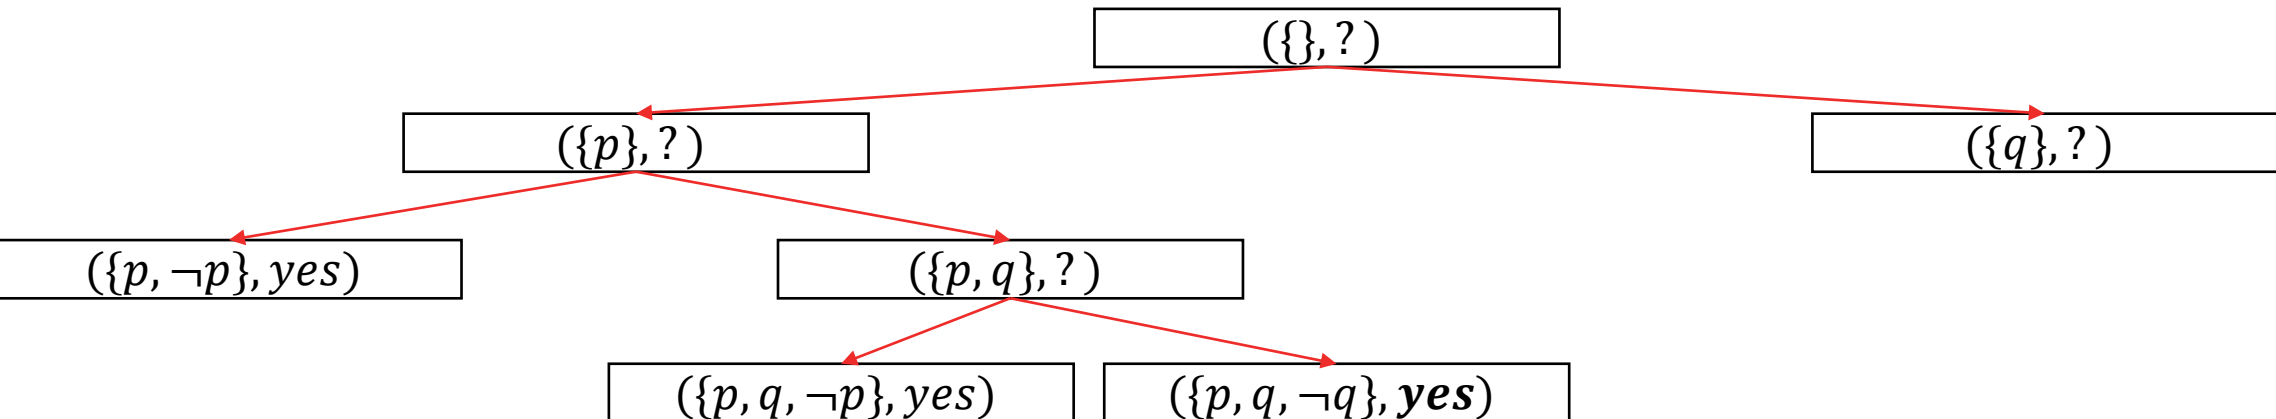 ({}, ? )
({p}, ? )
({q}, ? )
({p, ¬p}, yes)
({p, q}, ? )
({p, q, ¬p}, yes)
({p, q, ¬q}, yes)